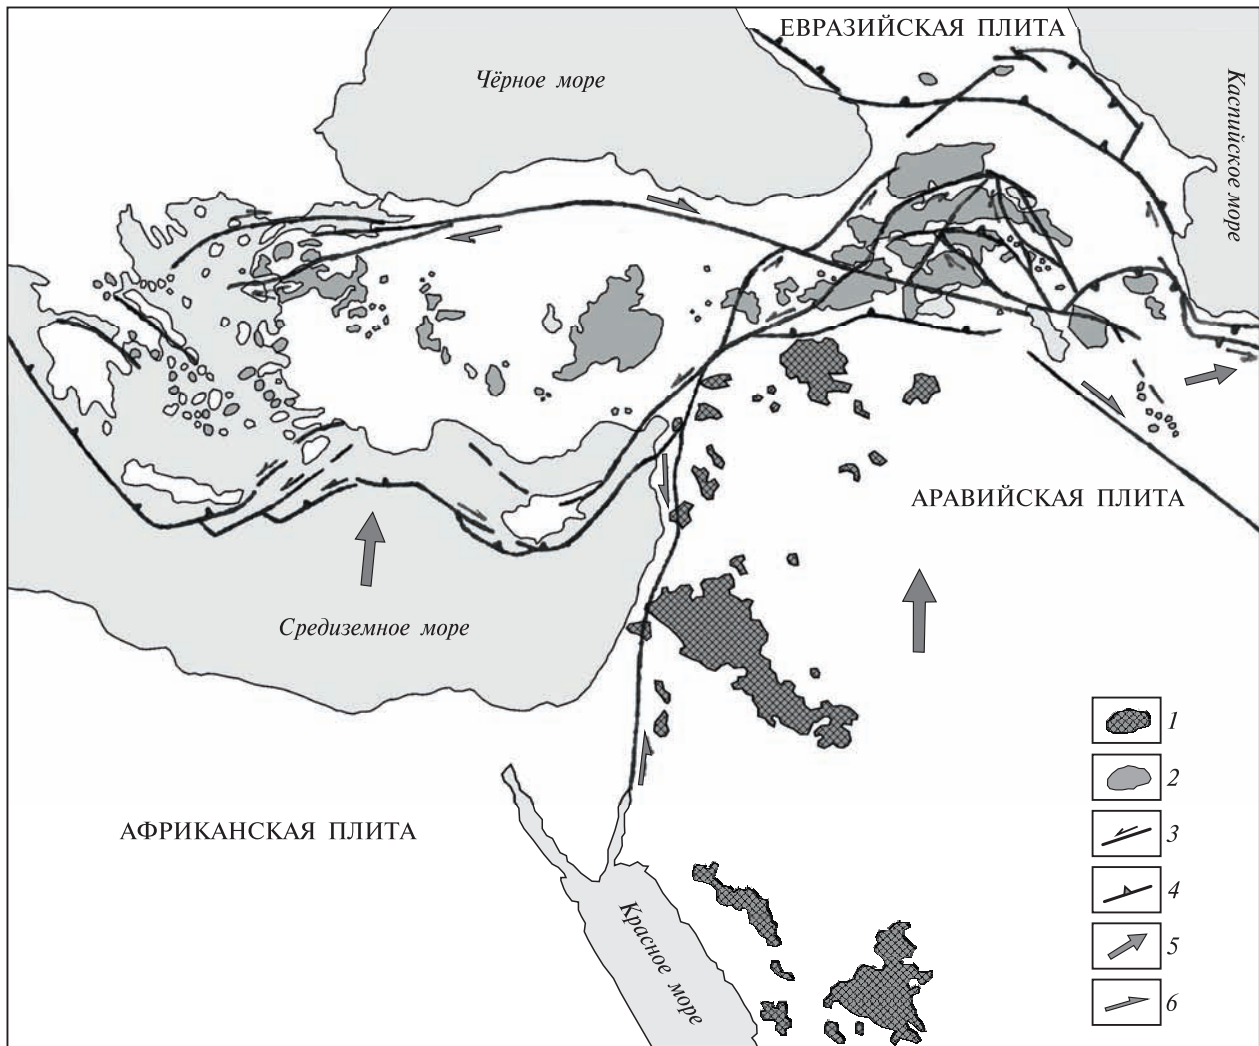 ЕВРАЗИЙСКАЯ ПЛИТА
Чёрное море
Каспийское море
АРАВИЙСКАЯ ПЛИТА
Средиземное море
АФРИКАНСКАЯ ПЛИТА
Красное море
1
2
3
4
5
6